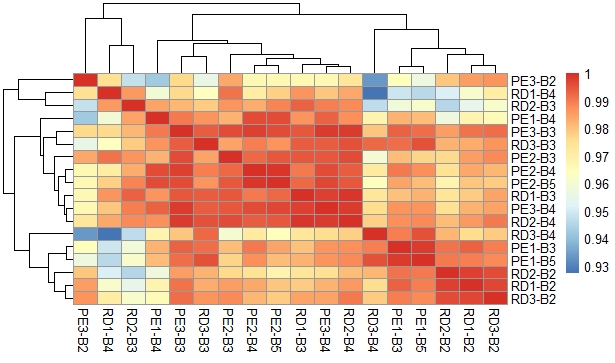 1
0.99
0.98
0.97
0.96
0.95
0.94
0.93
PE3-B2
RD1-B4
RD2-B3
PE1-B4
PE3-B3
RD3-B3
PE2-B3
PE2-B4
PE2-B5
RD1-B3
PE3-B4
RD2-B4
RD3-B4
PE1-B3
PE1-B5
RD2-B2
RD1-B2
RD3-B2
PE3-B2
RD1-B4
RD2-B3
PE1-B4
PE3-B3
RD3-B3
PE2-B3
PE2-B4
PE2-B5
RD1-B3
PE3-B4
RD2-B4
RD3-B4
PE1-B3
PE1-B5
RD2-B2
RD1-B2
RD3-B2